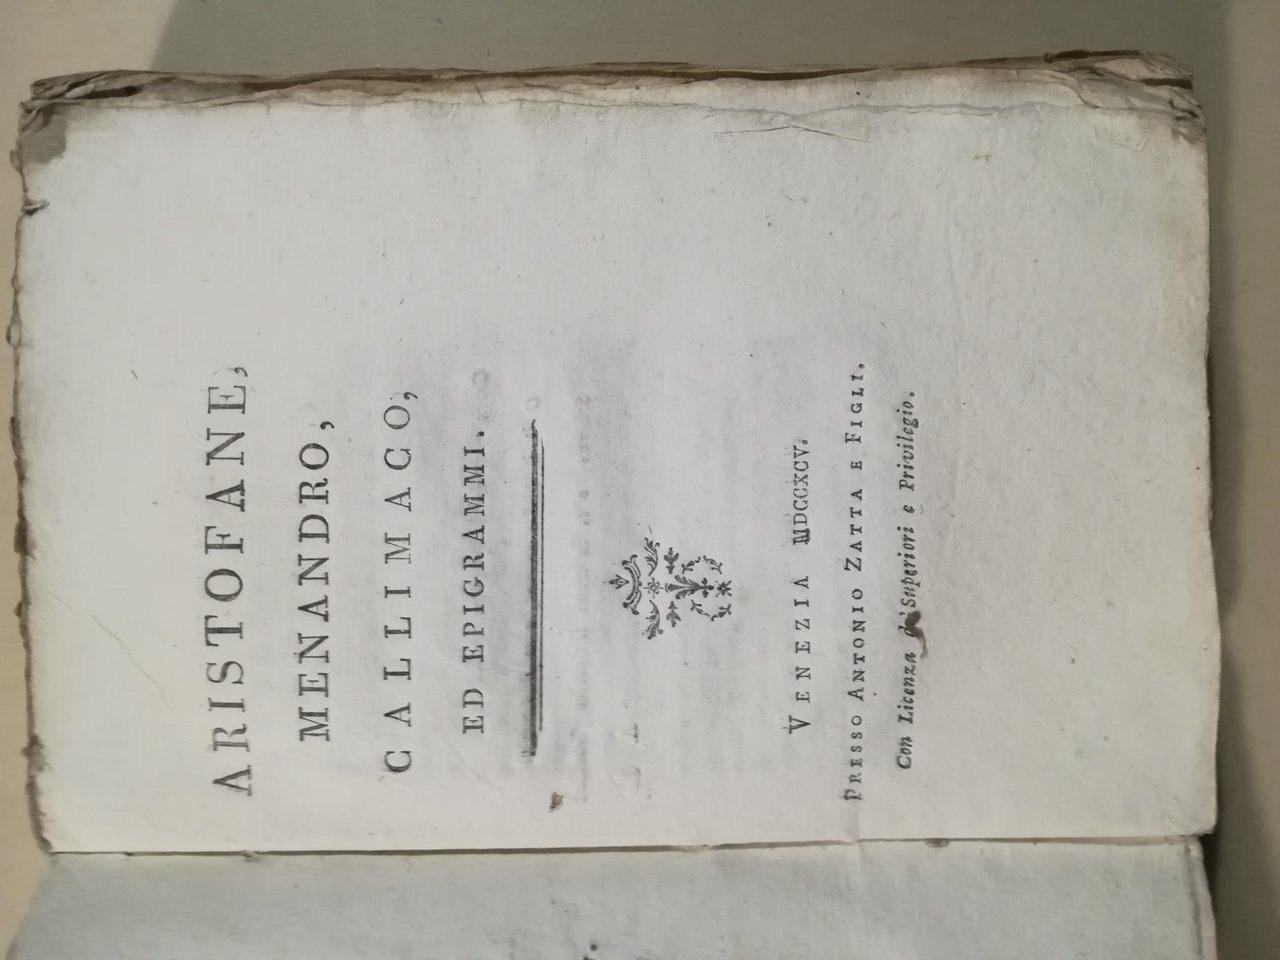 ARISTOFANE,
MENANDRO,
CALLIMACO,
ED EPIGRAMMI.
VENEZIA MDCCXCV.
PRESSO ANTONIO ZATTA E FIGLI.
Con Licenza de' Superiori e Privilegio.